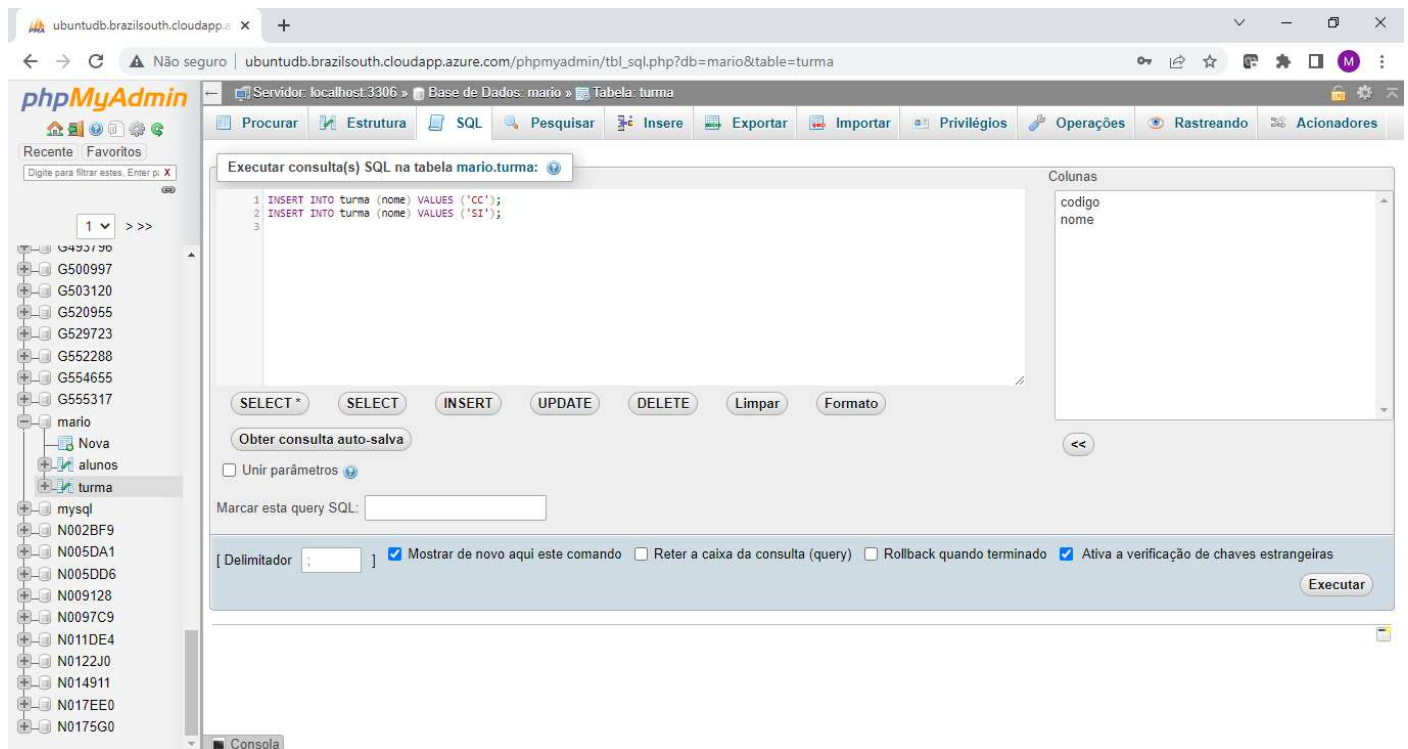 ubuntudb.brazilsouth.cloudapp.a
Não seguro | ubuntudb.brazilsouth.cloudapp.azure.com/phpmyadmin/tbl_sql.php?db=mario&table=turma
M
phpMyAdmin
Recente Favoritos
Digite para filtrar estes, Enter p X
1 > >>
G493796
G500997
G503120
G520955
G529723
G552288
G554655
G555317
mario
Nova
alunos
turma
mysql
N002BF9
N005DA1
N005DD6
N009128
N0097C9
N011DE4
N0122J0
N014911
N017EE0
N0175G0
Servidor: localhost:3306 » Base de Dados: mario » Tabela: turma
Procurar Estrutura SQL Pesquisar Insere Exportar Importar Privilégios Operações Rastreando Acionadores
Executar consulta(s) SQL na tabela mario.turma:
1 INSERT INTO turma (nome) VALUES ('CC');
2 INSERT INTO turma (nome) VALUES ('SI');
3
Colunas
codigo
nome
SELECT * SELECT INSERT UPDATE DELETE Limpar Formato
Obter consulta auto-salva
<<
Unir parâmetros
Marcar esta query SQL:
[ Delimitador ; ] Mostrar de novo aqui este comando Reter a caixa da consulta (query) Rollback quando terminado Ativa a verificação de chaves estrangeiras
Executar
Consola